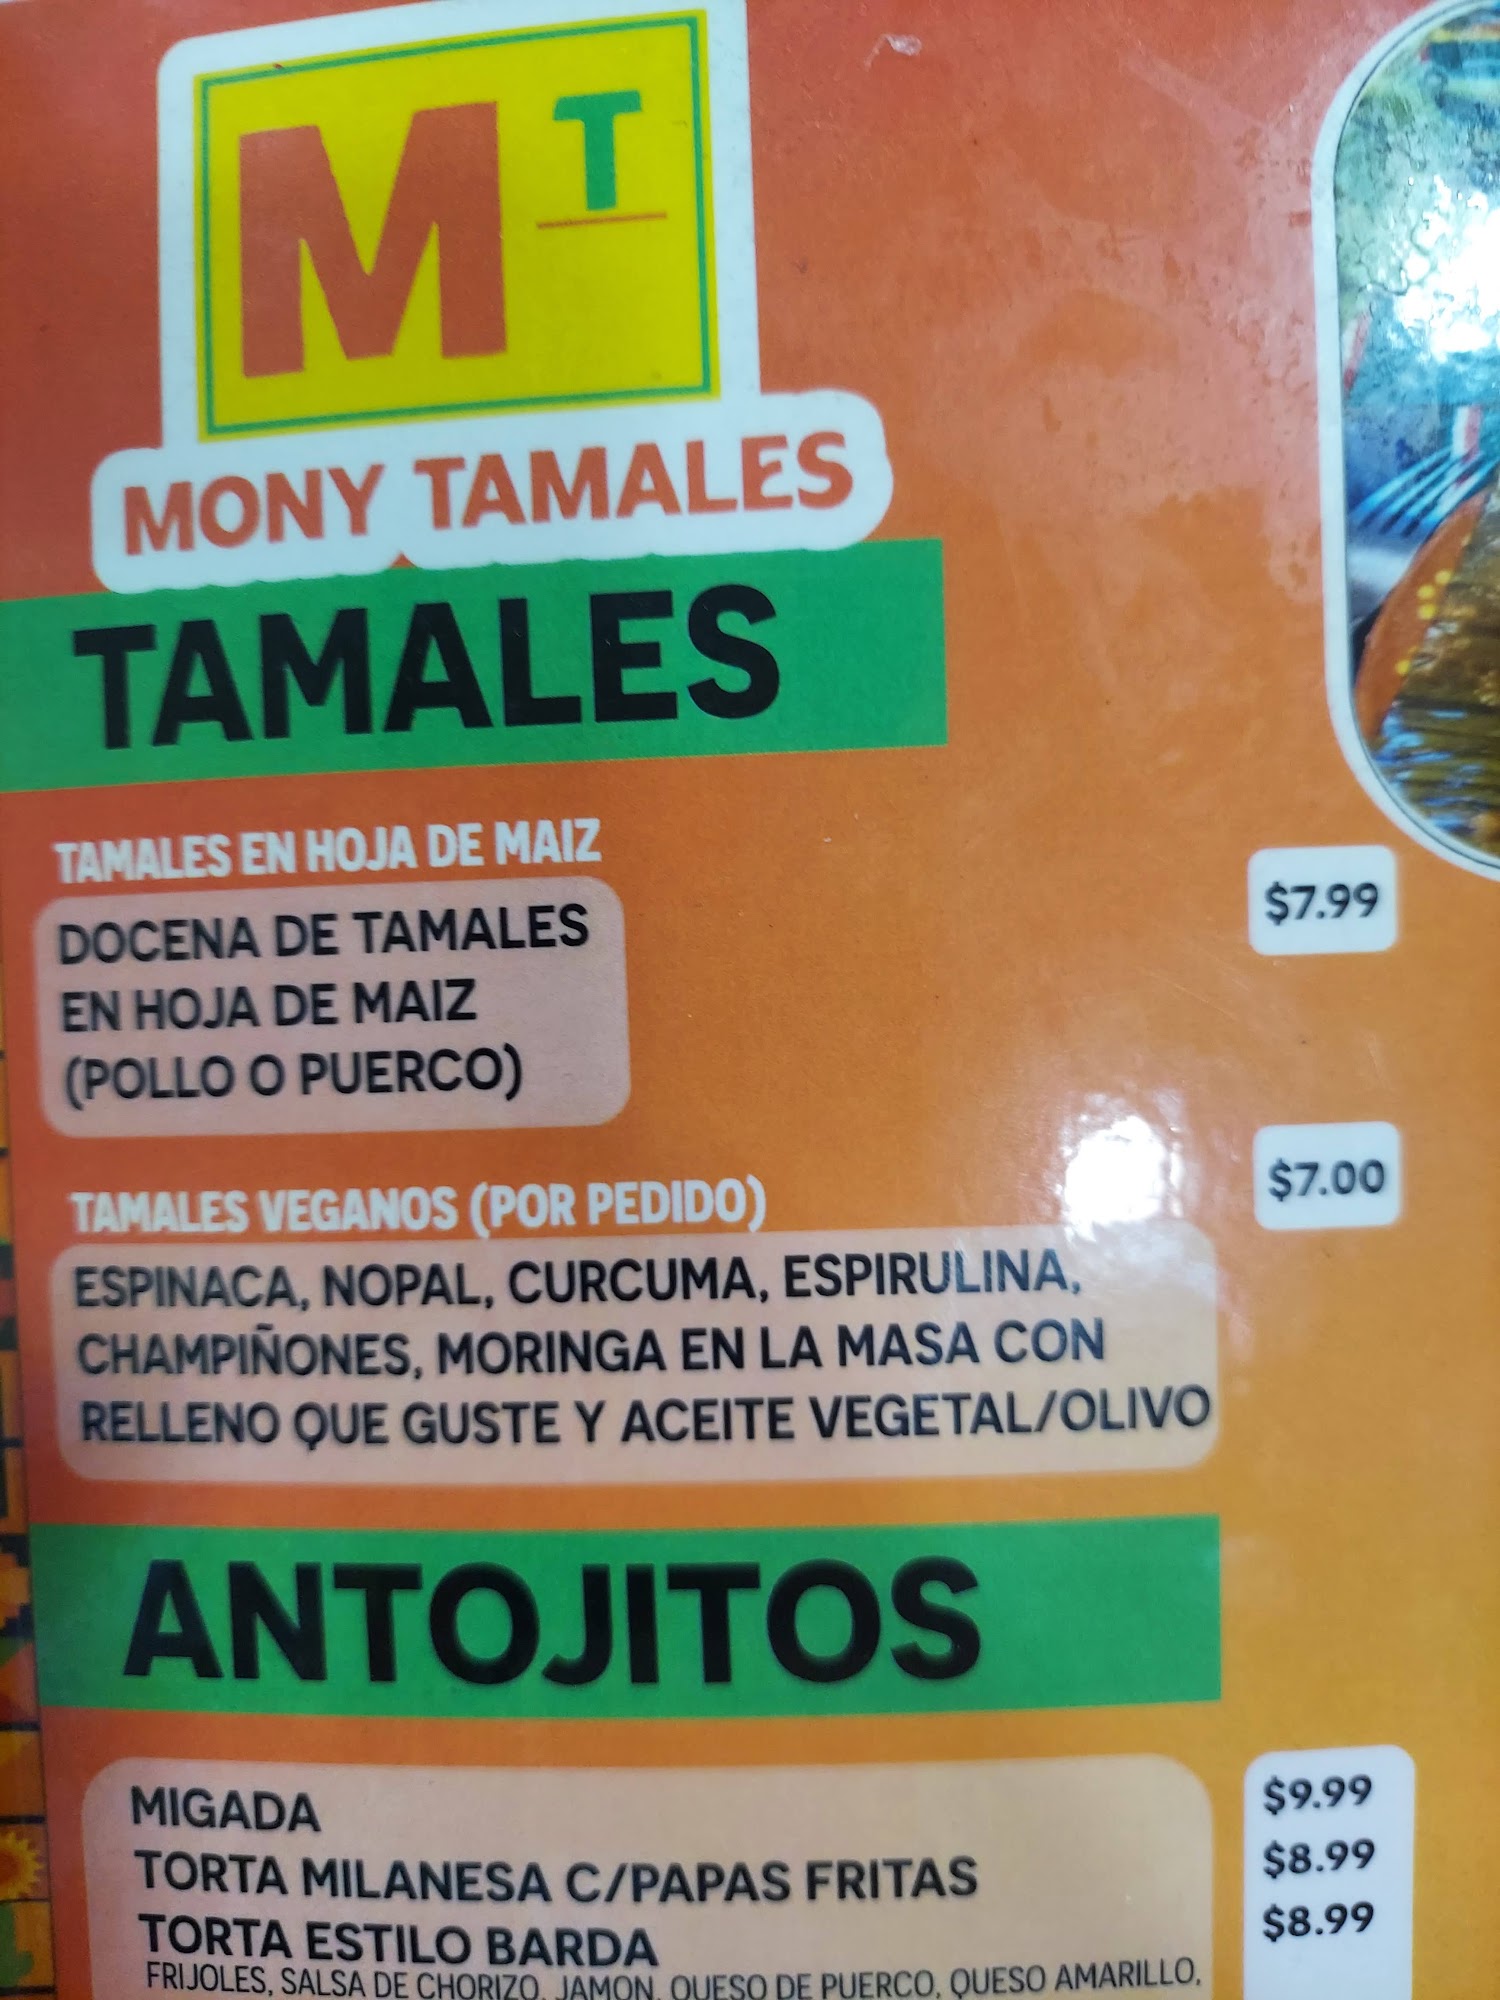 MT
MONY TAMALES
TAMALES
TAMALES EN HOJA DE MAIZ
$7.99
DOCENA DE TAMALES
EN HOJA DE MAIZ
(POLLO O PUERCO)
TAMALES VEGANOS (POR PEDIDO)
$7.00
ESPINACA, NOPAL, CURCUMA, ESPIRULINA,
CHAMPIÑONES, MORINGA EN LA MASA CON
RELLENO QUE GUSTE Y ACEITE VEGETAL/OLIVO
ANTOJITOS
MIGADA $9.99
TORTA MILANESA C/PAPAS FRITAS $8.99
TORTA ESTILO BARDA $8.99
FRIJOLES, SALSA DE CHORIZO, JAMON, QUESO DE PUERCO, QUESO AMARILLO,